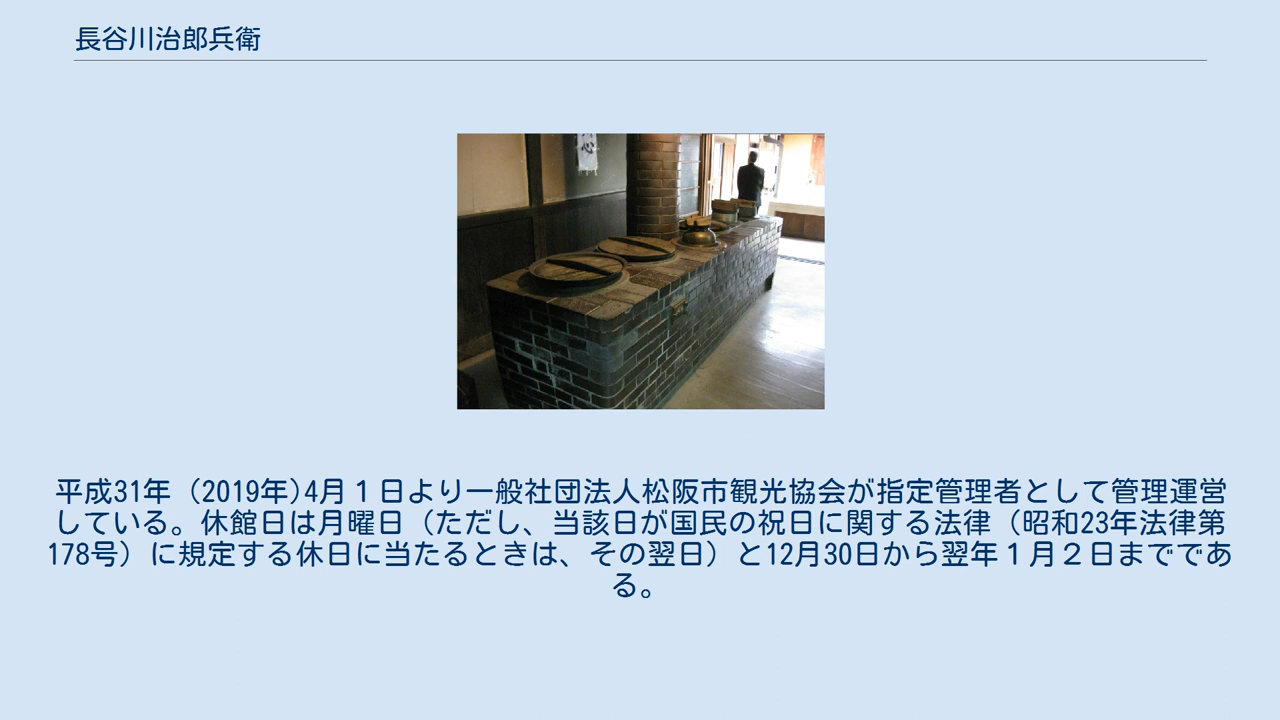 長谷川治郎兵衛
心
平成31年（2019年)4月１日より一般社団法人松阪市観光協会が指定管理者として管理運営
している。休館日は月曜日（ただし、当該日が国民の祝日に関する法律（昭和23年法律第
178号）に規定する休日に当たるときは、その翌日）と12月30日から翌年１月２日までであ
る。